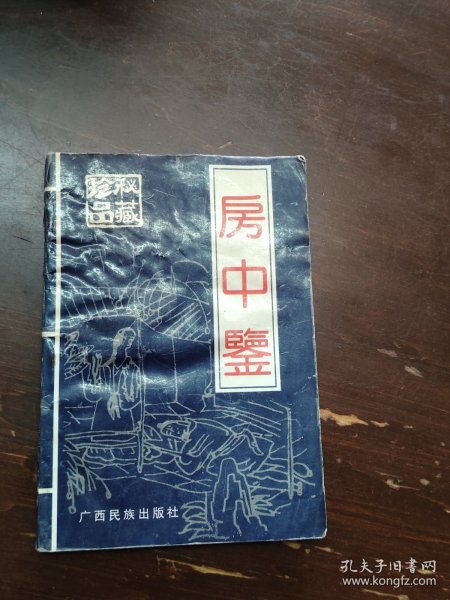 秘藏
珍品
房中鑒
广西民族出版社
孔夫子旧书网
www.kongfz.com